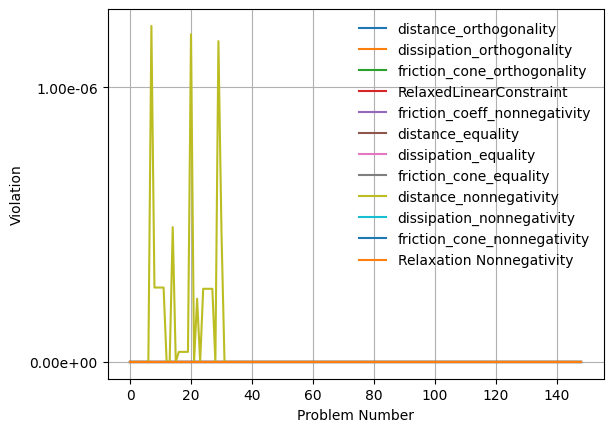 distance_orthogonality
dissipation_orthogonality
friction_cone_orthogonality
RelaxedLinearConstraint
friction_coeff_nonnegativity
distance_equality
dissipation_equality
friction_cone_equality
distance_nonnegativity
dissipation_nonnegativity
friction_cone_nonnegativity
Relaxation Nonnegativity
1.00e-06
0.00e+00
Violation
0 20 40 60 80 100 120 140
Problem Number